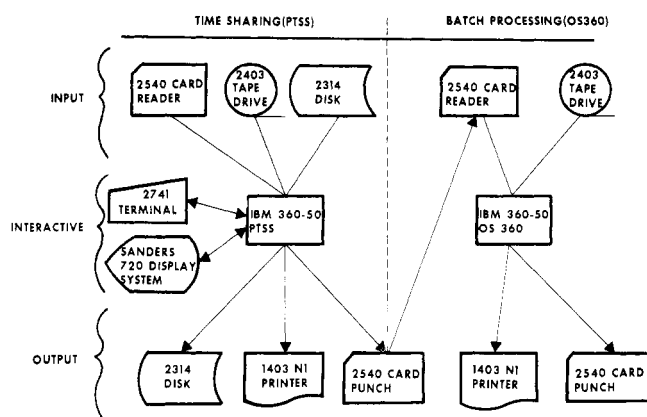 TIME SHARING(PTSS)
BATCH PROCESSING(OS360)
INPUT
2540 CARD
READER
2403
TAPE
DRIVE
2314
DISK
2540 CARD
READER
2403
TAPE
DRIVE
INTERACTIVE
2741
TERMINAL
SANDERS
720 DISPLAY
SYSTEM
IBM 360-50
PTSS
IBM 360-50
OS 360
OUTPUT
2314
DISK
1403 N1
PRINTER
2540 CARD
PUNCH
1403 N1
PRINTER
2540 CARD
PUNCH